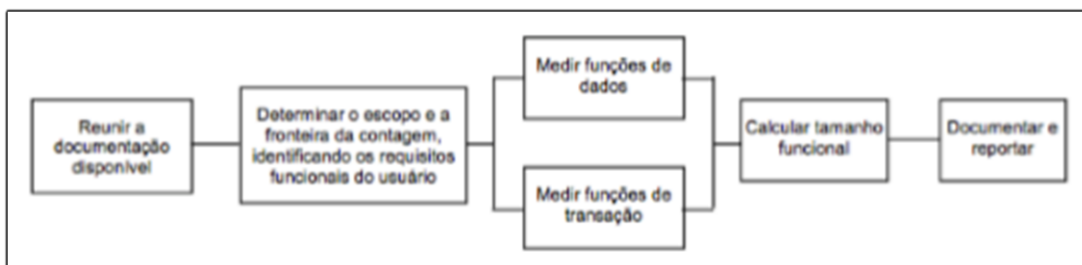 Reunir a
documentação
disponível
Determinar o escopo e a
fronteira da contagem,
identificando os requisitos
funcionais do usuário
Medir funções de
dados
Medir funções de
transação
Calcular tamanho
funcional
Documentar e
reportar